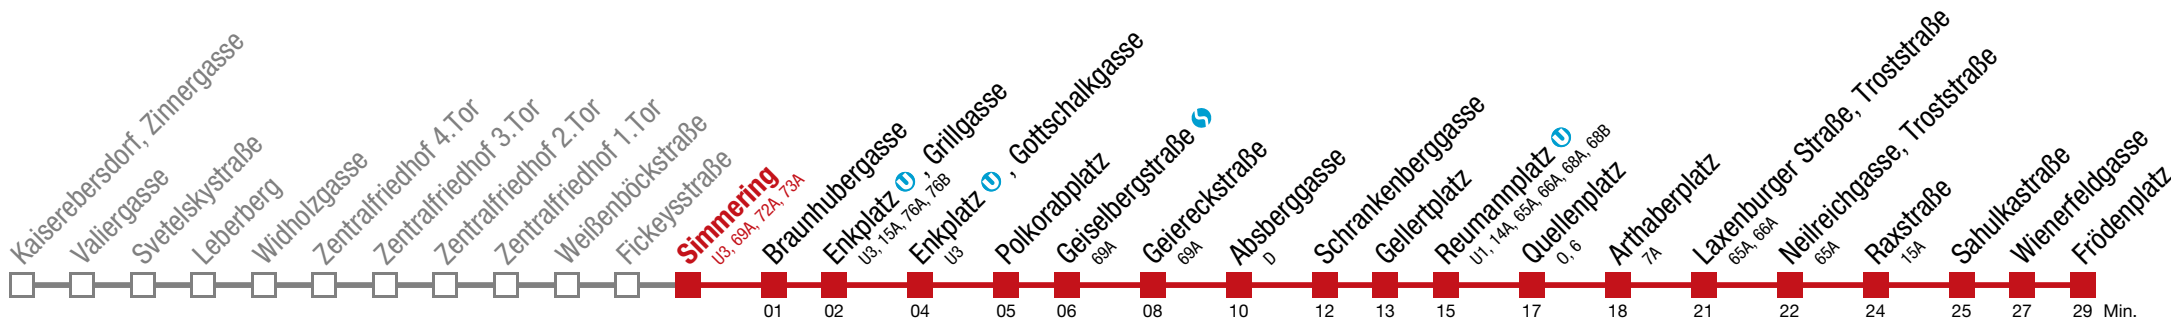 Kaiserebersdorf, Zinnergasse
Valiergasse
Svetelskystraße
Leberberg
Widholzgasse
Zentralfriedhof 4.Tor
Zentralfriedhof 3.Tor
Zentralfriedhof 2.Tor
Zentralfriedhof 1.Tor
Weißenböckstraße
Fickeysstraße
Simmering
U3, 69A, 72A, 73A
Braunhubergasse
Enkplatz U , Grillgasse
U3, 15A, 76A, 76B
Enkplatz U , Gottschalkgasse
U3
Polkorabplatz
Geiselbergstraße S
69A
Geiereckstraße
69A
Absberggasse
D
Schrankenberggasse
Gellertplatz
Reumannplatz U
U1, 14A, 65A, 66A, 68A, 68B
Quellenplatz
O, 6
Arthaberplatz
7A
Laxenburger Straße, Troststraße
65A, 66A
Neilreichgasse, Troststraße
65A
Raxstraße
15A
Sahulkastraße
Wienerfeldgasse
Frödenplatz
01 02 04 05 06 08 10 12 13 15 17 18 21 22 24 25 27 29 Min.